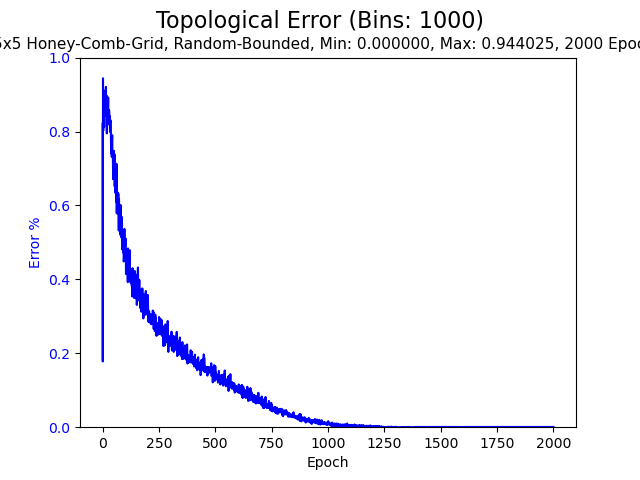 Topological Error (Bins: 1000)
5x5 Honey-Comb-Grid, Random-Bounded, Min: 0.000000, Max: 0.944025, 2000 Epoc
1.0
0.8
0.6
0.4
0.2
0.0
Error %
0 250 500 750 1000 1250 1500 1750 2000
Epoch